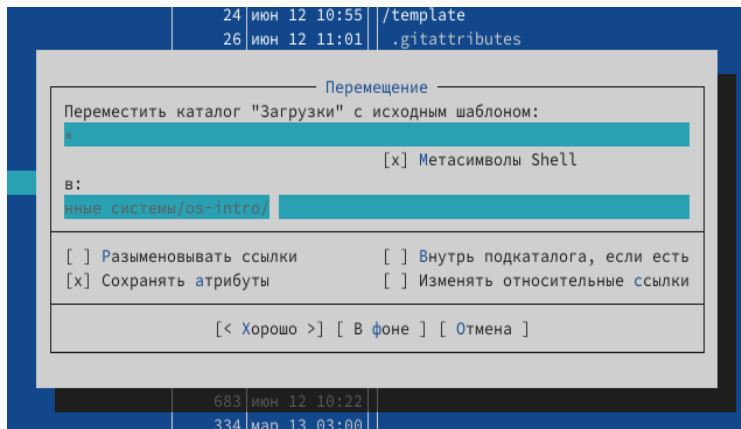 24 июн 12 10:55 /template
26 июн 12 11:01 .gitattributes
Перемещение
Переместить каталог "Загрузки" с исходным шаблоном:
*
[x] Метасимволы Shell
в:
нные системы/os-intro/
[ ] Разыменовывать ссылки [ ] Внутрь подкаталога, если есть
[x] Сохранять атрибуты [ ] Изменять относительные ссылки
[< Хорошо >] [ В фоне ] [ Отмена ]
683 июн 12 10:22
334 мар 13 03:00